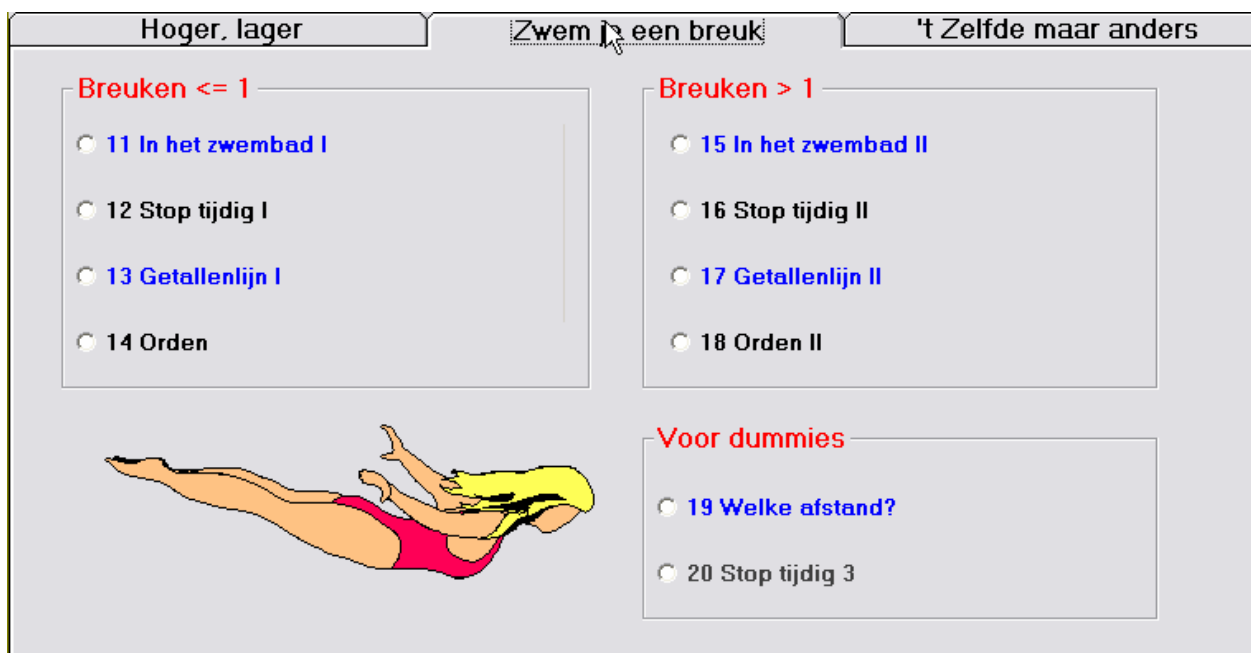 Hoger, lager
Zwem je een breuk
't Zelfde maar anders
Breuken <= 1
11 In het zwembad I
12 Stop tijdig I
13 Getallenlijn I
14 Orden
Breuken > 1
15 In het zwembad II
16 Stop tijdig II
17 Getallenlijn II
18 Orden II
Voor dummies
19 Welke afstand?
20 Stop tijdig 3